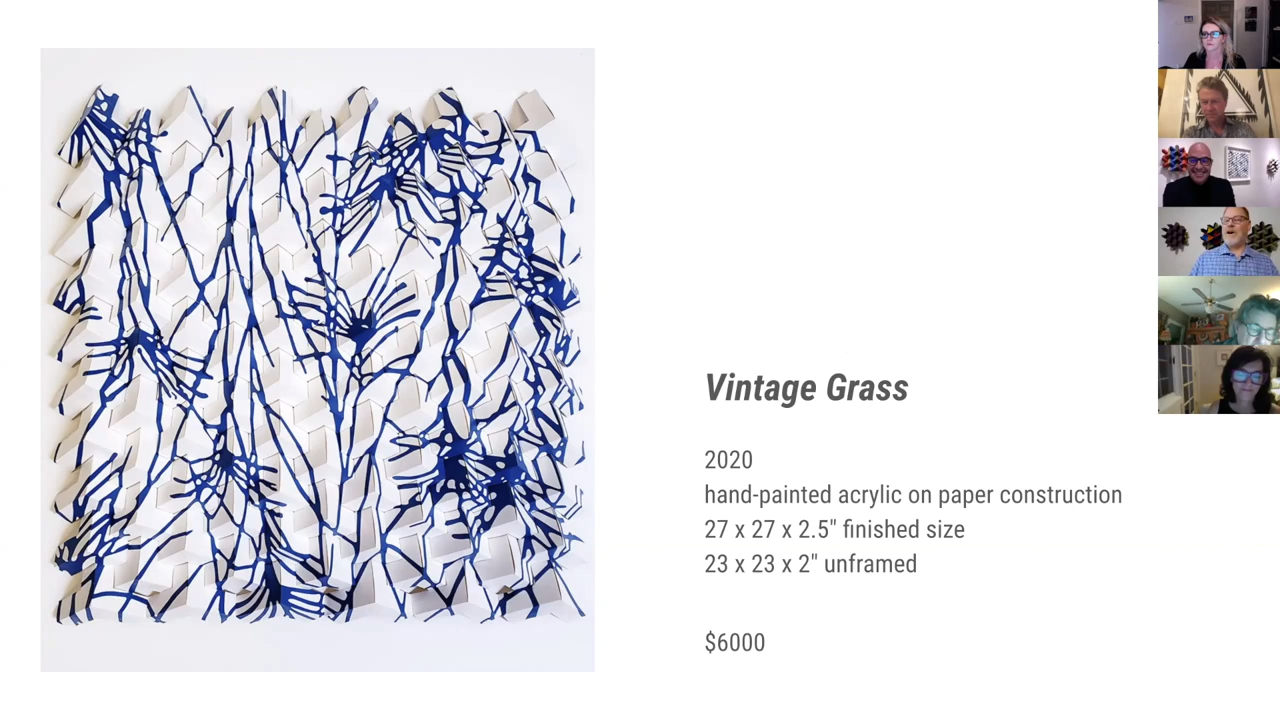 Vintage Grass
2020
hand-painted acrylic on paper construction
27 x 27 x 2.5" finished size
23 x 23 x 2" unframed
$6000